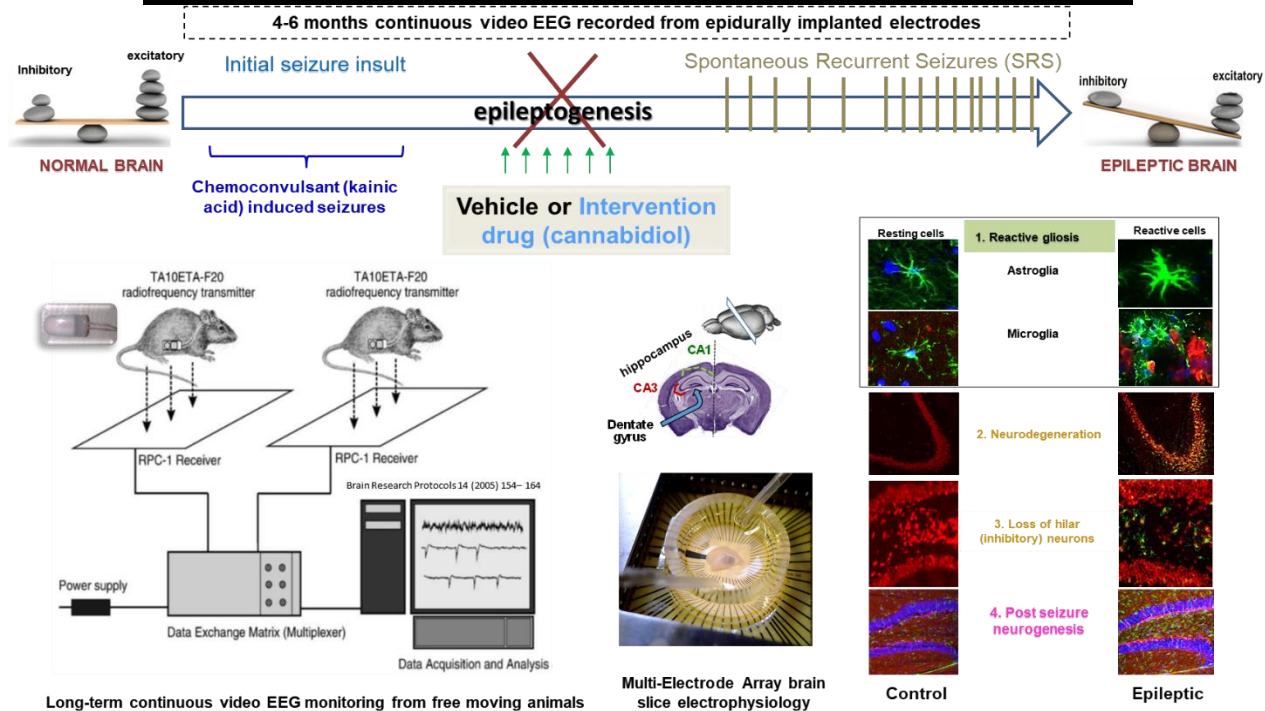 4-6 months continuous video EEG recorded from epidurally implanted electrodes
Inhibitory
excitatory
Initial seizure insult
Spontaneous Recurrent Seizures (SRS)
inhibitory
excitatory
epileptogenesis
NORMAL BRAIN
EPILEPTIC BRAIN
Chemoconvulsant (kainic
acid) induced seizures
Vehicle or Intervention
drug (cannabidiol)
TA10ETA-F20
radiofrequency transmitter
TA10ETA-F20
radiofrequency transmitter
RPC-1 Receiver
RPC-1 Receiver
Brain Research Protocols 14 (2005) 154– 164
Power supply
Data Exchange Matrix (Multiplexer)
Data Acquisition and Analysis
Long-term continuous video EEG monitoring from free moving animals
hippocampus
CA1
CA3
Dentate
gyrus
Multi-Electrode Array brain
slice electrophysiology
Resting cells
1. Reactive gliosis
Reactive cells
Astroglia
Microglia
2. Neurodegeneration
3. Loss of hilar
(inhibitory) neurons
4. Post seizure
neurogenesis
Control
Epileptic